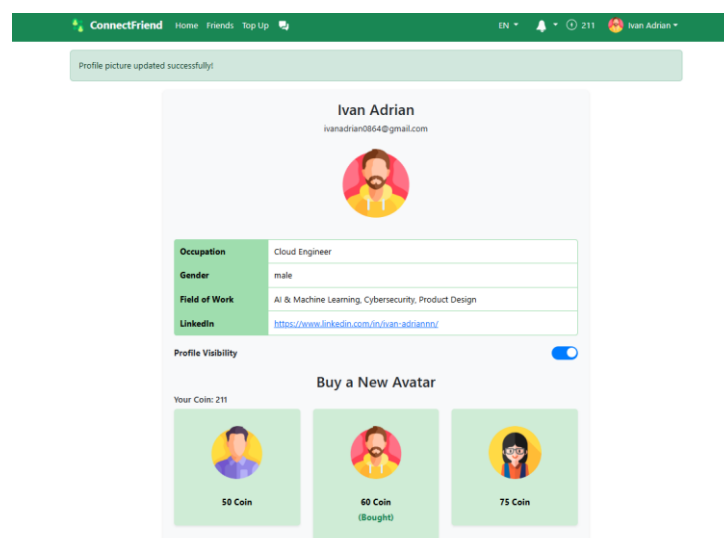 ConnectFriend Home Friends Top Up EN 211 Ivan Adrian
Profile picture updated successfully!
Ivan Adrian
ivanadrian0864@gmail.com
Occupation Cloud Engineer
Gender male
Field of Work AI & Machine Learning, Cybersecurity, Product Design
LinkedIn https://www.linkedin.com/in/ivan-adriannn/
Profile Visibility
Buy a New Avatar
Your Coin: 211
50 Coin 60 Coin 75 Coin
(Bought)